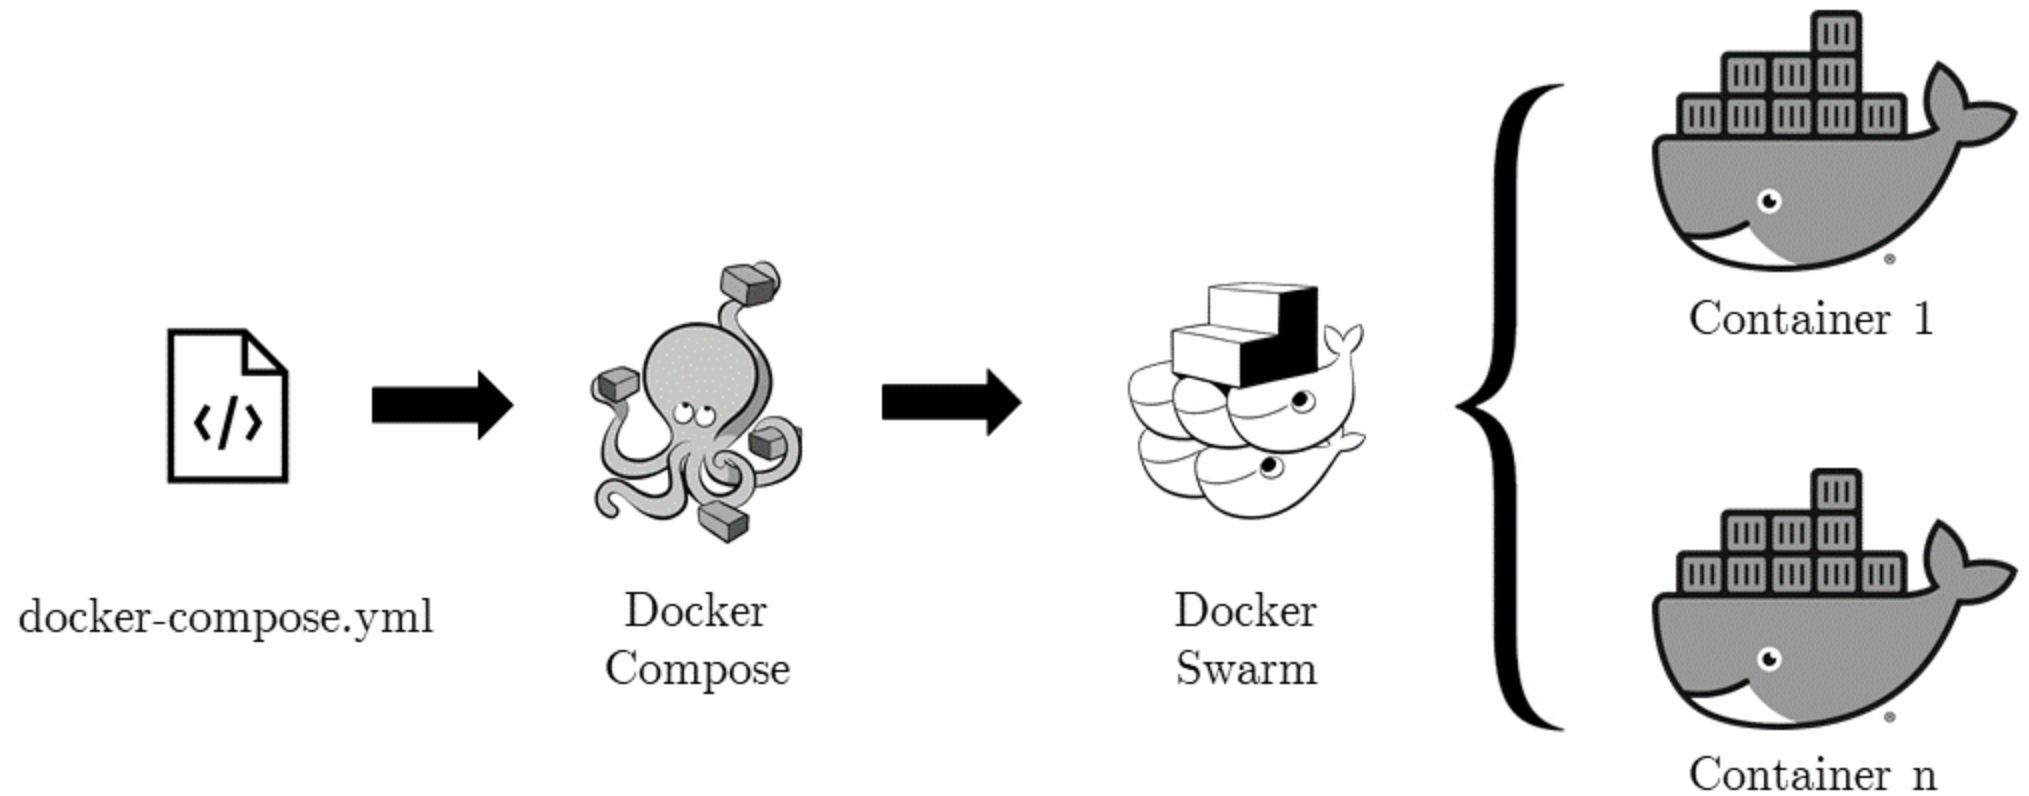 docker-compose.yml
Docker
Compose
Docker
Swarm
</>
Container 1
®
Container n
®